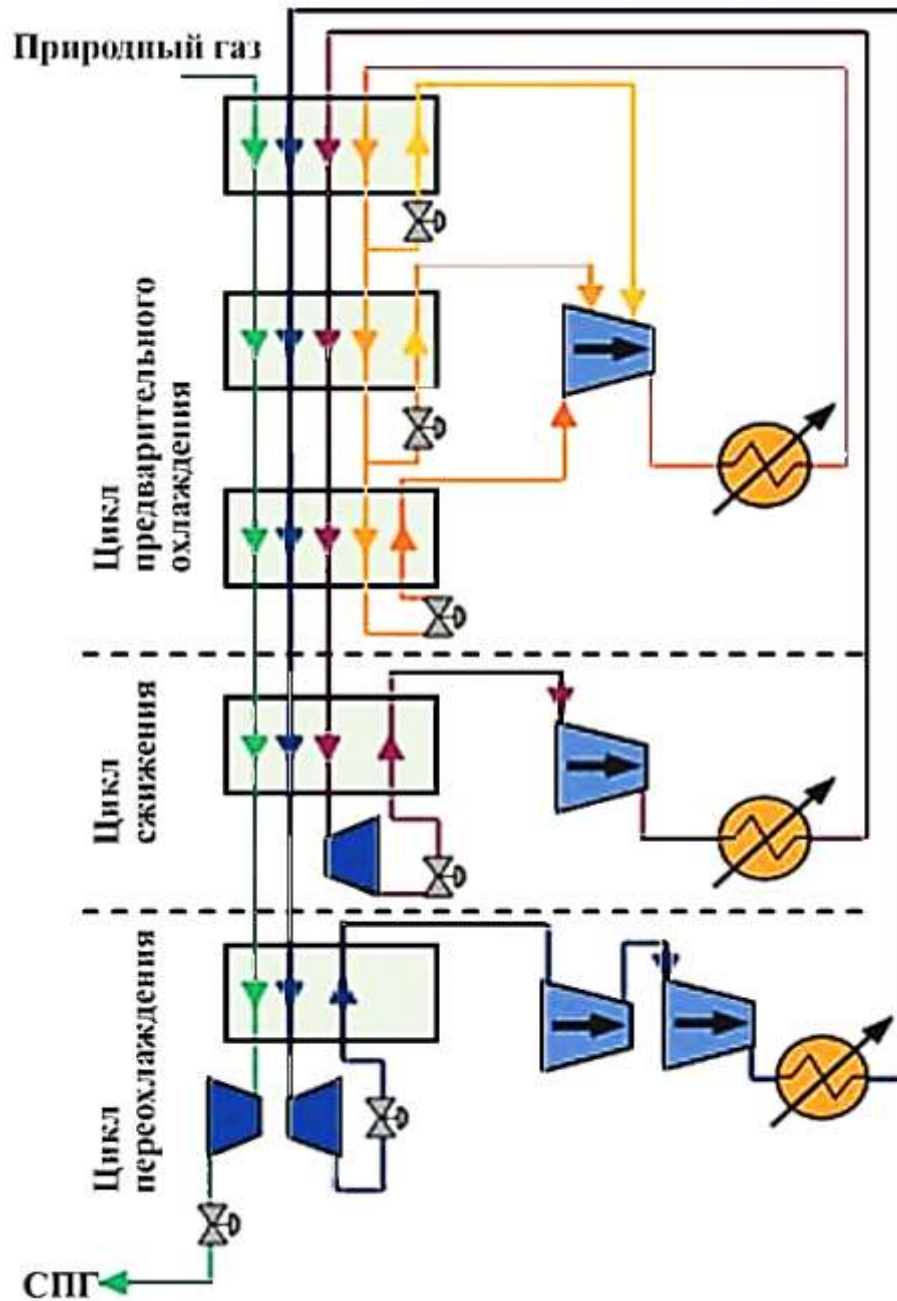 Природный газ
Цикл
предварительного
охлаждения
Цикл
сжижения
Цикл
переохлаждения
СПГ